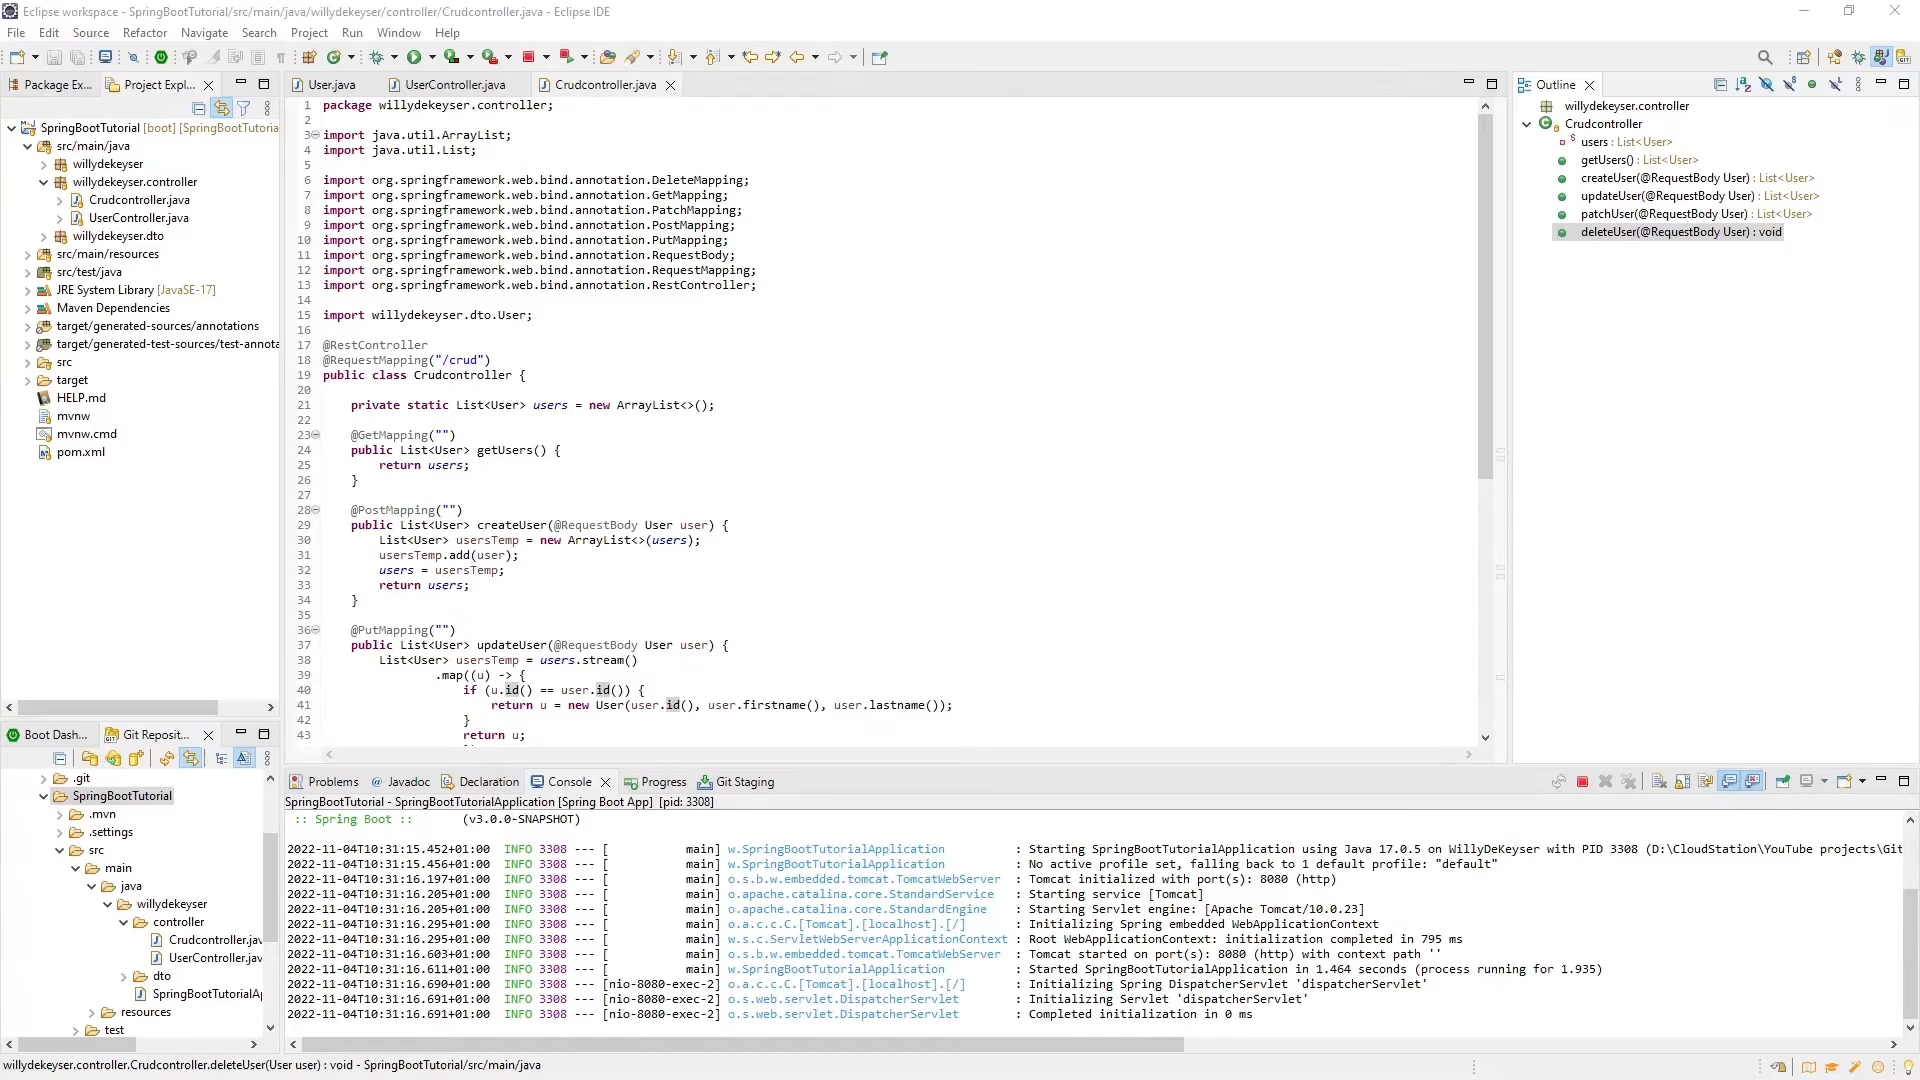 Eclipse workspace - SpringBootTutorial/src/main/java/willydekeyser/controller/Crudcontroller.java - Eclipse IDE
File Edit Source Refactor Navigate Search Project Run Window Help
Package Ex... Project Expl...
SpringBootTutorial [boot] [SpringBootTutoria
src/main/java
willydekeyser
willydekeyser.controller
Crudcontroller.java
UserController.java
willydekeyser.dto
src/main/resources
src/test/java
JRE System Library [JavaSE-17]
Maven Dependencies
target/generated-sources/annotations
target/generated-test-sources/test-annota
src
target
HELP.md
mvnw
mvnw.cmd
pom.xml
User.java UserController.java Crudcontroller.java
1 package willydekeyser.controller;
2
3 import java.util.ArrayList;
4 import java.util.List;
5
6 import org.springframework.web.bind.annotation.DeleteMapping;
7 import org.springframework.web.bind.annotation.GetMapping;
8 import org.springframework.web.bind.annotation.PatchMapping;
9 import org.springframework.web.bind.annotation.PostMapping;
10 import org.springframework.web.bind.annotation.PutMapping;
11 import org.springframework.web.bind.annotation.RequestBody;
12 import org.springframework.web.bind.annotation.RequestMapping;
13 import org.springframework.web.bind.annotation.RestController;
14
15 import willydekeyser.dto.User;
16
17 @RestController
18 @RequestMapping("/crud")
19 public class Crudcontroller {
20
21 private static List<User> users = new ArrayList<>();
22
23 @GetMapping("")
24 public List<User> getUsers() {
25 return users;
26 }
27
28 @PostMapping("")
29 public List<User> createUser(@RequestBody User user) {
30 List<User> usersTemp = new ArrayList<>(users);
31 usersTemp.add(user);
32 users = usersTemp;
33 return users;
34 }
35
36 @PutMapping("")
37 public List<User> updateUser(@RequestBody User user) {
38 List<User> usersTemp = users.stream()
39 .map((u) -> {
40 if (u.id() == user.id()) {
41 return u = new User(user.id(), user.firstname(), user.lastname());
42 }
43 return u;
Outline
willydekeyser.controller
Crudcontroller
users : List<User>
getUsers() : List<User>
createUser(@RequestBody User) : List<User>
updateUser(@RequestBody User) : List<User>
patchUser(@RequestBody User) : List<User>
deleteUser(@RequestBody User) : void
Boot Dash... Git Reposit...
.git
SpringBootTutorial
.mvn
.settings
src
main
java
willydekeyser
controller
Crudcontroller.jav
UserController.jav
dto
SpringBootTutorialAp
resources
test
Problems Javadoc Declaration Console Progress Git Staging
SpringBootTutorial - SpringBootTutorialApplication [Spring Boot App] [pid: 3308]
:: Spring Boot :: (v3.0.0-SNAPSHOT)
2022-11-04T10:31:15.452+01:00 INFO 3308 --- [ main] w.SpringBootTutorialApplication : Starting SpringBootTutorialApplication using Java 17.0.5 on WillyDeKeyser with PID 3308 (D:\CloudStation\YouTube projects\Git
2022-11-04T10:31:15.456+01:00 INFO 3308 --- [ main] w.SpringBootTutorialApplication : No active profile set, falling back to 1 default profile: "default"
2022-11-04T10:31:16.197+01:00 INFO 3308 --- [ main] o.s.b.w.embedded.tomcat.TomcatWebServer : Tomcat initialized with port(s): 8080 (http)
2022-11-04T10:31:16.205+01:00 INFO 3308 --- [ main] o.apache.catalina.core.StandardService : Starting service [Tomcat]
2022-11-04T10:31:16.205+01:00 INFO 3308 --- [ main] o.apache.catalina.core.StandardEngine : Starting Servlet engine: [Apache Tomcat/10.0.23]
2022-11-04T10:31:16.295+01:00 INFO 3308 --- [ main] o.a.c.c.C.[Tomcat].[localhost].[/] : Initializing Spring embedded WebApplicationContext
2022-11-04T10:31:16.295+01:00 INFO 3308 --- [ main] w.s.c.ServletWebServerApplicationContext : Root WebApplicationContext: initialization completed in 795 ms
2022-11-04T10:31:16.603+01:00 INFO 3308 --- [ main] o.s.b.w.embedded.tomcat.TomcatWebServer : Tomcat started on port(s): 8080 (http) with context path ''
2022-11-04T10:31:16.611+01:00 INFO 3308 --- [ main] w.SpringBootTutorialApplication : Started SpringBootTutorialApplication in 1.464 seconds (process running for 1.935)
2022-11-04T10:31:16.690+01:00 INFO 3308 --- [nio-8080-exec-2] o.a.c.c.C.[Tomcat].[localhost].[/] : Initializing Spring DispatcherServlet 'dispatcherServlet'
2022-11-04T10:31:16.691+01:00 INFO 3308 --- [nio-8080-exec-2] o.s.web.servlet.DispatcherServlet : Initializing Servlet 'dispatcherServlet'
2022-11-04T10:31:16.691+01:00 INFO 3308 --- [nio-8080-exec-2] o.s.web.servlet.DispatcherServlet : Completed initialization in 0 ms
willydekeyser.controller.Crudcontroller.deleteUser(User user) : void - SpringBootTutorial/src/main/java